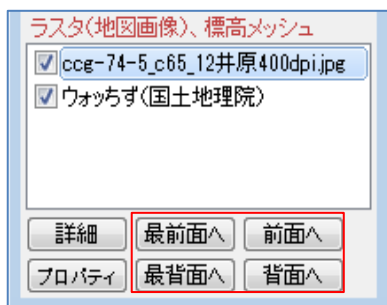 ラスタ(地図画像)、標高メッシュ
ccg-74-5_c65_12井原400dpi.jpg
ウォッちず(国土地理院)
詳細 最前面へ 前面へ
プロパティ 最背面へ 背面へ